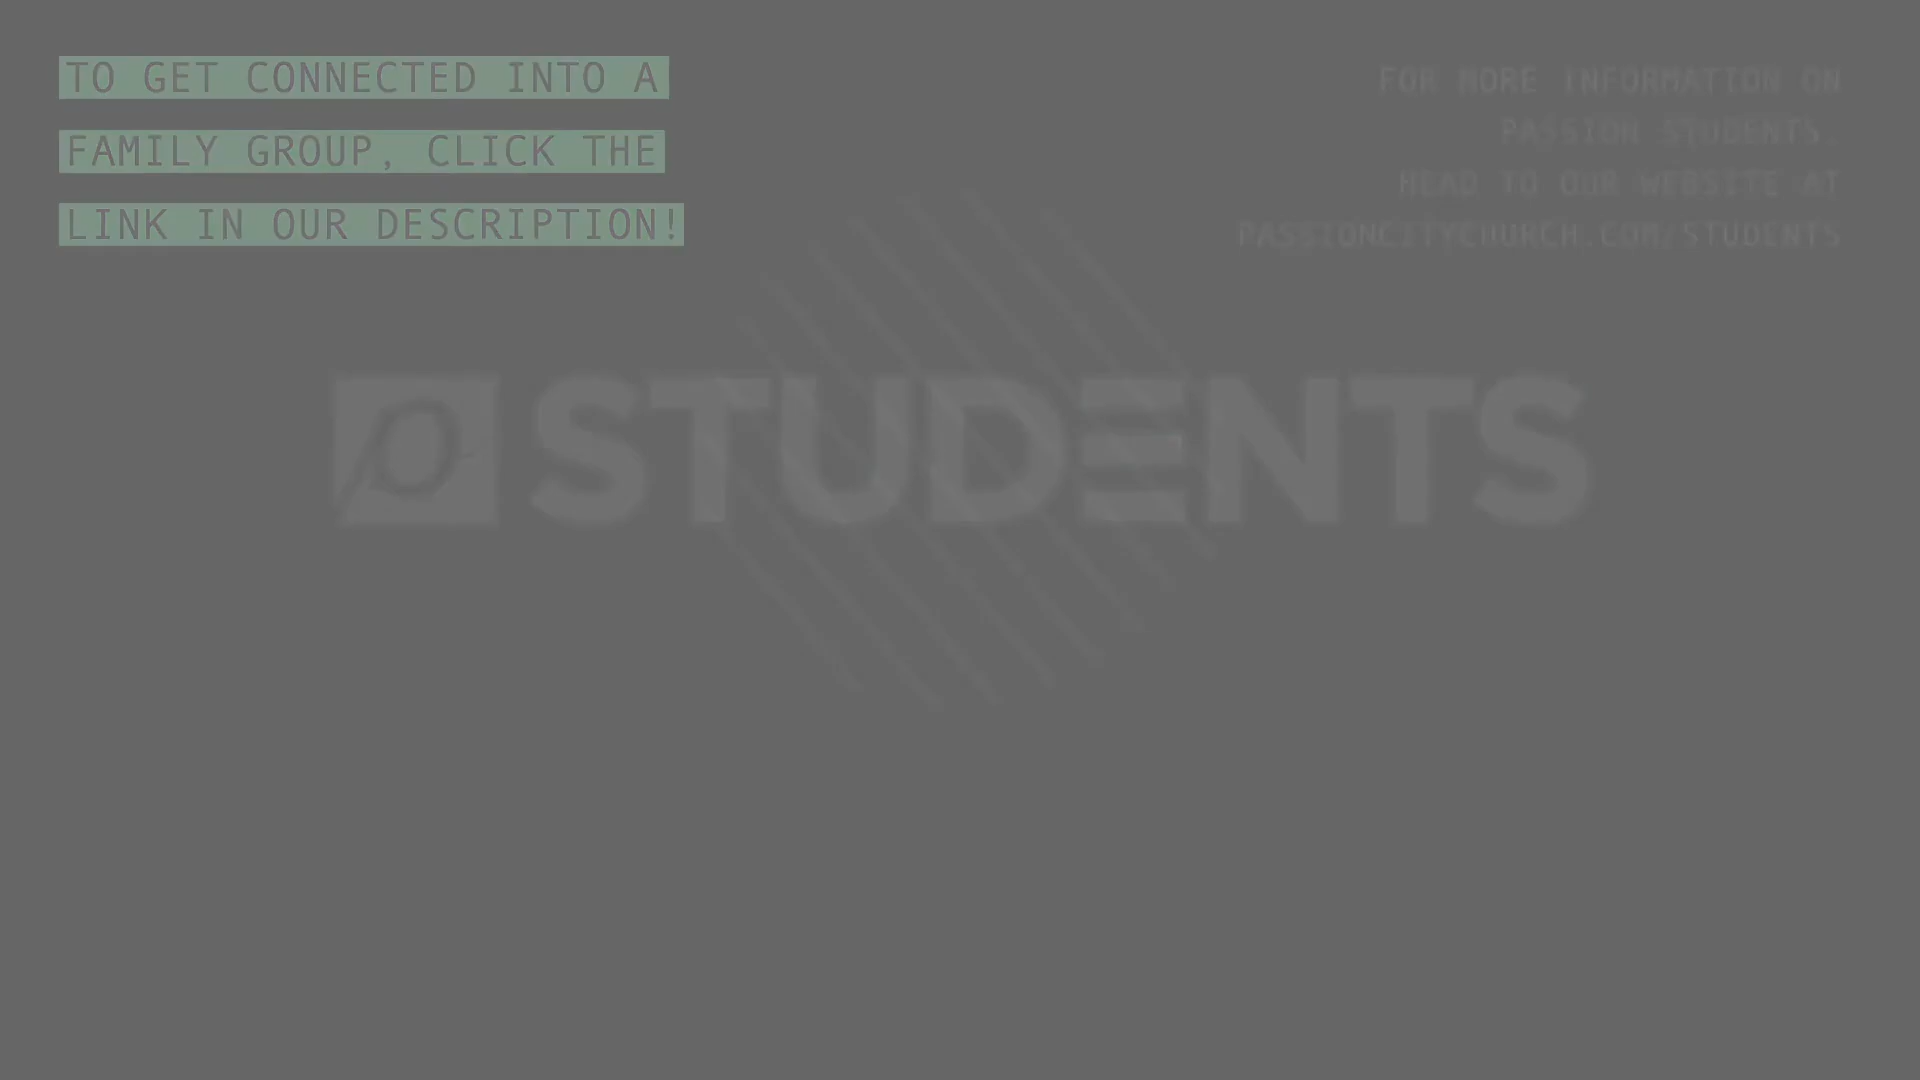 TO GET CONNECTED INTO A
FAMILY GROUP, CLICK THE
LINK IN OUR DESCRIPTION!
FOR MORE INFORMATION ON
PASSION STUDENTS,
HEAD TO OUR WEBSITE AT
PASSIONCITYCHURCH.COM/STUDENTS
STUDENTS